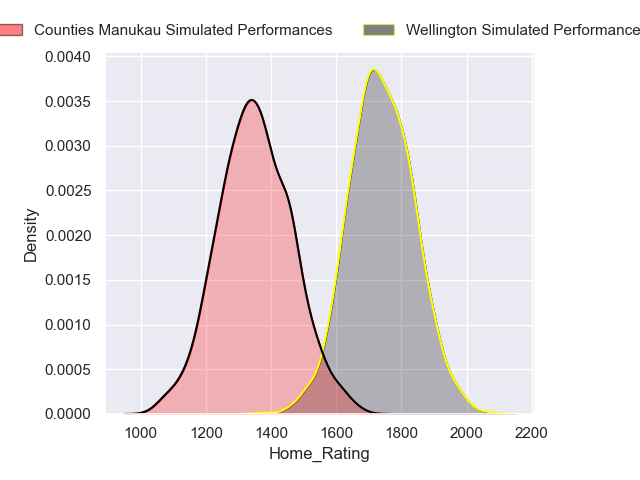 Counties Manukau Simulated Performances
Wellington Simulated Performance
0.0040
0.0035
0.0030
0.0025
0.0020
0.0015
0.0010
0.0005
0.0000
Density
1000 1200 1400 1600 1800 2000 2200
Home_Rating